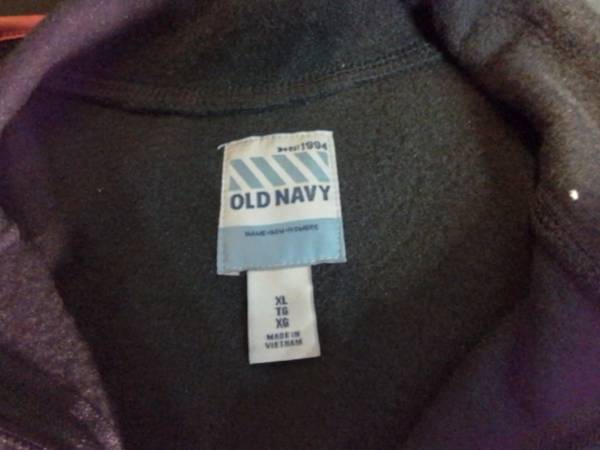 1994
OLD NAVY
XL
TG
XG
MADE IN
VIETNAM